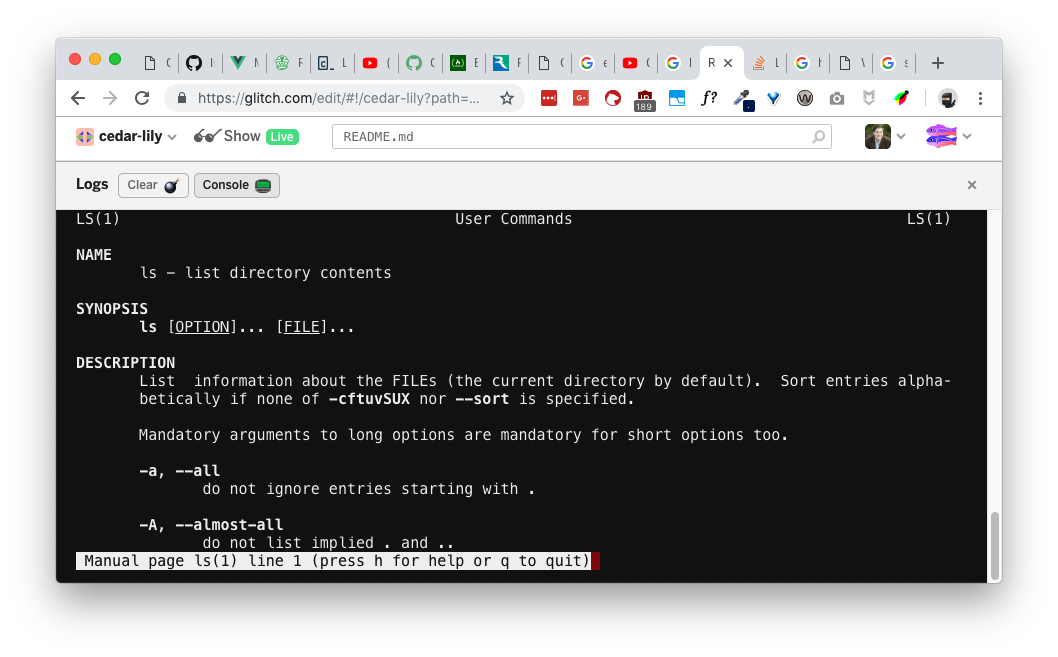 R
https://glitch.com/edit/#!/cedar-lily?path=...
189
f?
cedar-lily Show Live README.md
Logs Clear Console
LS(1) User Commands LS(1)
NAME
ls - list directory contents
SYNOPSIS
ls [OPTION]... [FILE]...
DESCRIPTION
List information about the FILEs (the current directory by default). Sort entries alpha-
betically if none of -cftuvSUX nor --sort is specified.
Mandatory arguments to long options are mandatory for short options too.
-a, --all
do not ignore entries starting with .
-A, --almost-all
do not list implied . and ..
Manual page ls(1) line 1 (press h for help or q to quit)